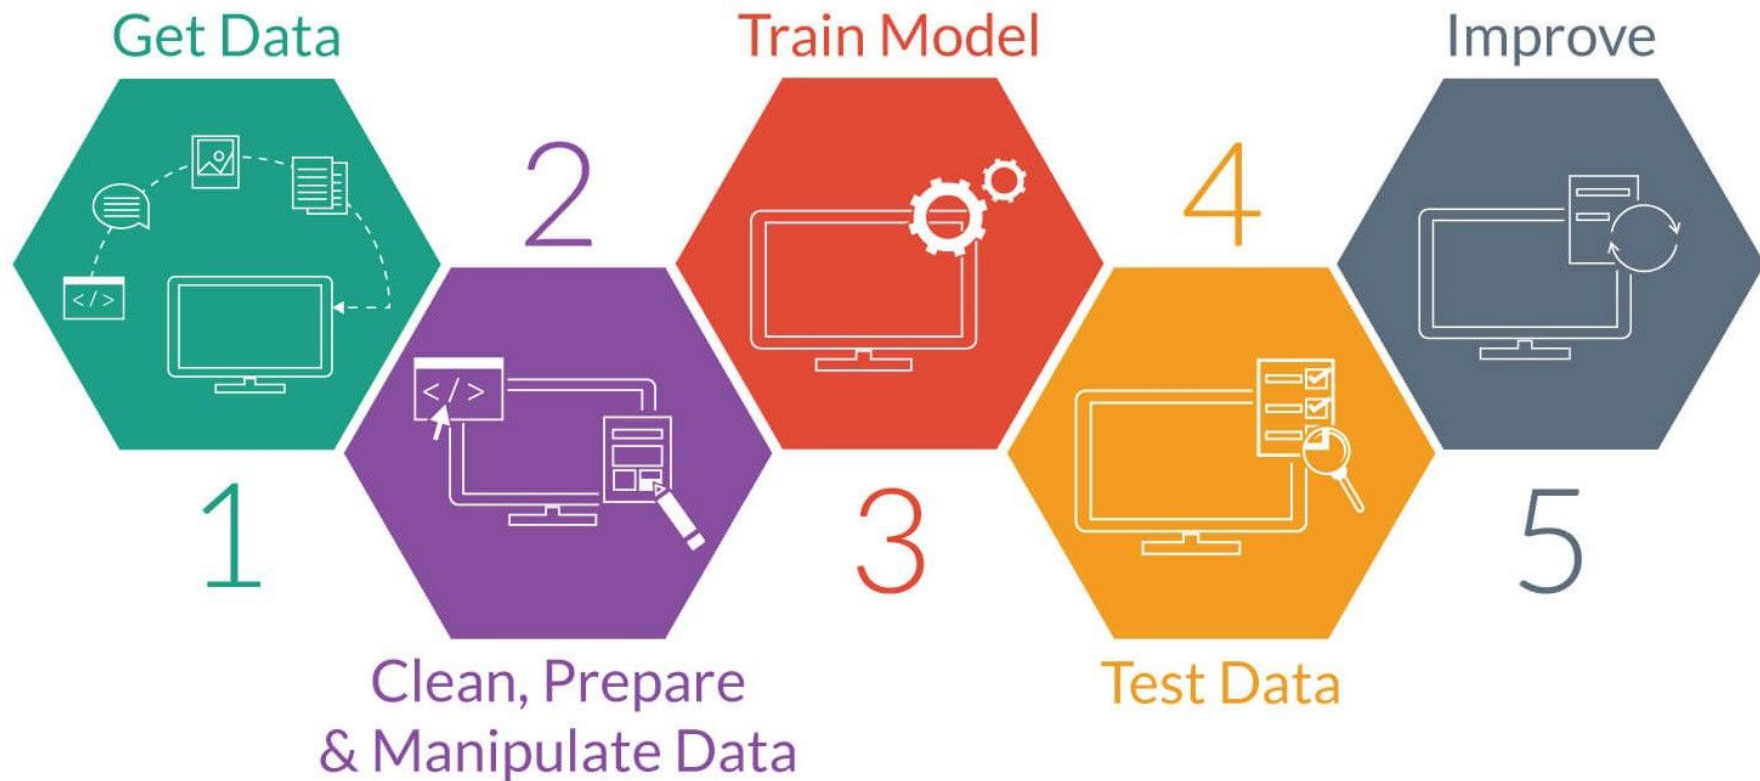 Get Data
1
2
Clean, Prepare
& Manipulate Data
Train Model
3
4
Test Data
Improve
5
</>
</>